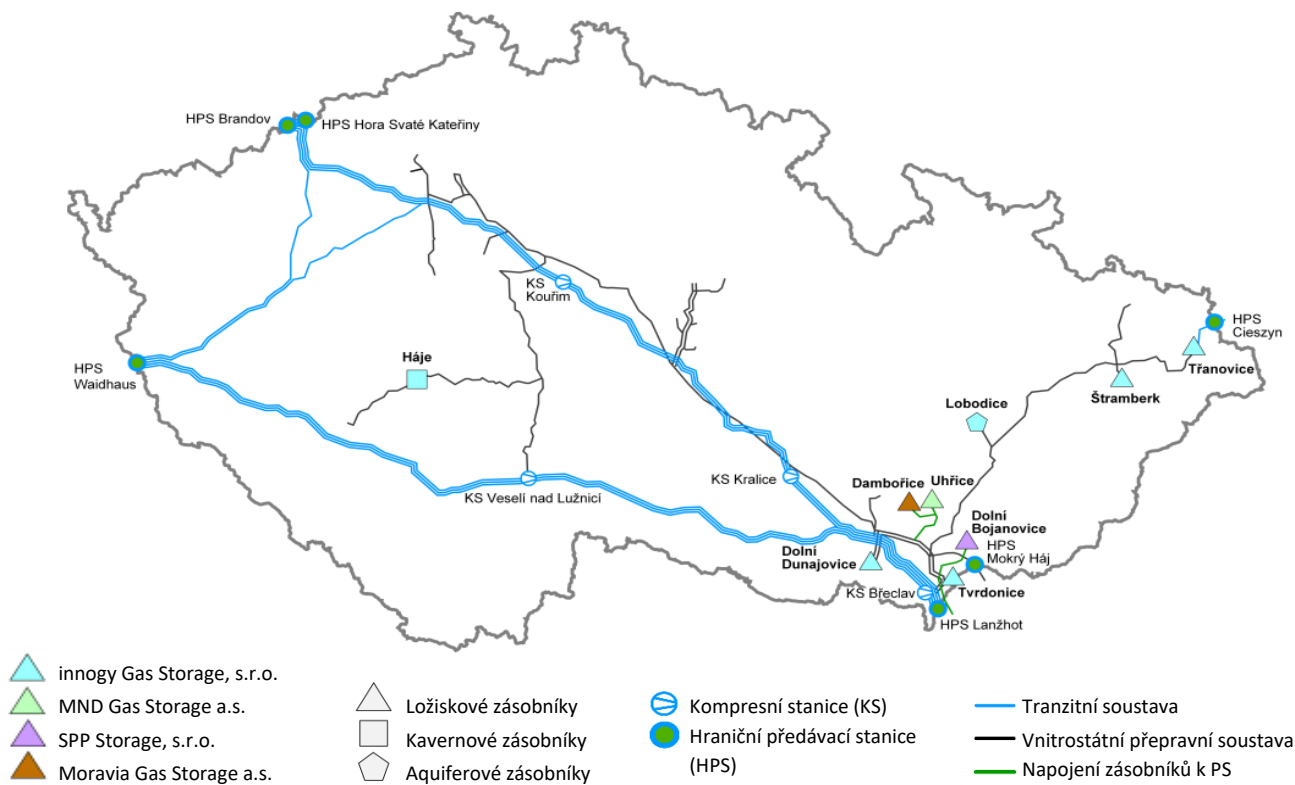 HPS Brandov
HPS Hora Svaté Kateřiny
KS
Kouřim
HPS
Cieszyn
HPS
Waidhaus
Háje
Třanovice
Štramberk
Lobodice
KS Veselí nad Lužnicí
KS Kralice
Dambořice
Uhřice
Dolní
Bojanovice
HPS
Mokrý Háj
Dolní
Dunajovice
KS Břeclav
Tvrdonice
HPS Lanžhot
innogy Gas Storage, s.r.o.
MND Gas Storage a.s.
SPP Storage, s.r.o.
Moravia Gas Storage a.s.
Ložiskové zásobníky
Kavernové zásobníky
Aquiferové zásobníky
Kompresní stanice (KS)
Hraniční předávací stanice
(HPS)
Tranzitní soustava
Vnitrostátní přepravní soustava
Napojení zásobníků k PS